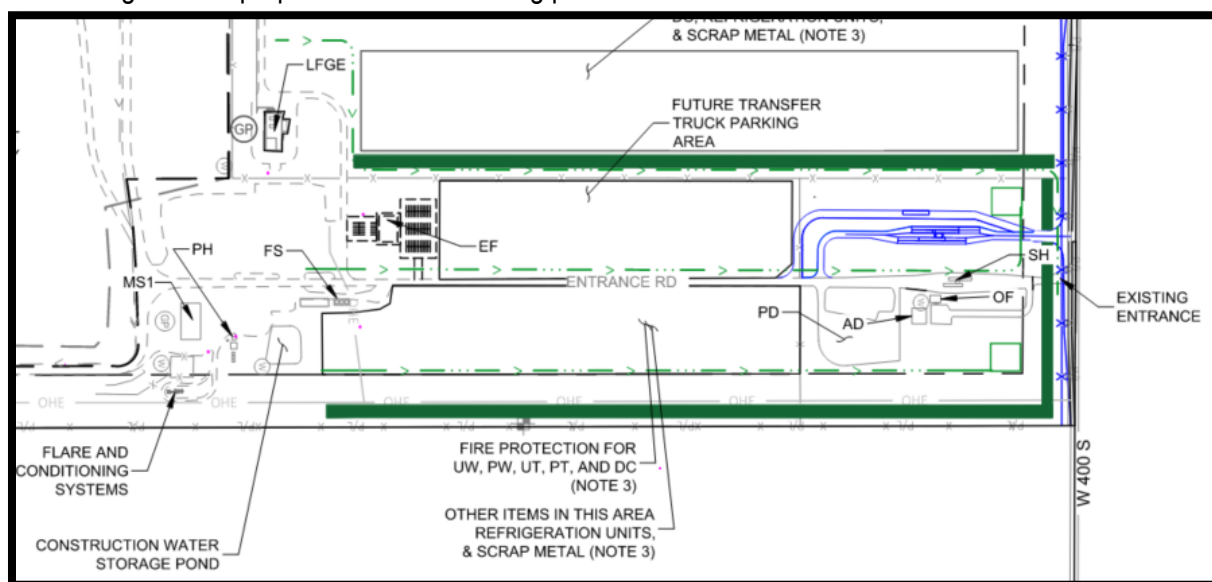 & SCRAP METAL (NOTE 3)
LFGE
GP
FUTURE TRANSFER
TRUCK PARKING
AREA
W
PH
FS
EF
MS1
ENTRANCE RD
SH
PD
AD
W
OF
EXISTING
ENTRANCE
GP
W
W
OHE
OHE
OHE
OHE
OHE
FLARE AND
CONDITIONING
SYSTEMS
FIRE PROTECTION FOR
UW, PW, UT, PT, AND DC
(NOTE 3)
OTHER ITEMS IN THIS AREA
REFRIGERATION UNITS,
& SCRAP METAL (NOTE 3)
CONSTRUCTION WATER
STORAGE POND
W 400 S